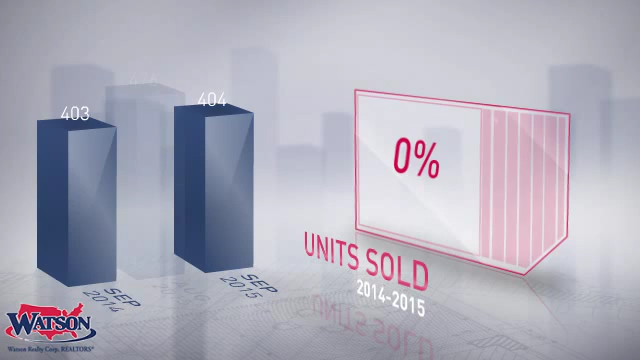 403
404
0%
UNITS SOLD
2014-2015
SEP
2014
SEP
2015
WATSON
Watson Realty Corp. REALTORS®